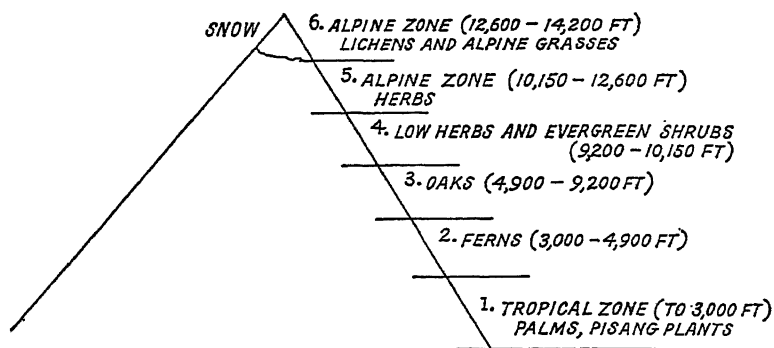 SNOW
6. ALPINE ZONE (12,600 – 14,200 FT)
LICHENS AND ALPINE GRASSES
5. ALPINE ZONE (10,150 – 12,600 FT)
HERBS
4. LOW HERBS AND EVERGREEN SHRUBS
(9,200 – 10,150 FT)
3. OAKS (4,900 – 9,200 FT)
2. FERNS (3,000 – 4,900 FT)
1. TROPICAL ZONE (TO 3,000 FT)
PALMS, PISANG PLANTS